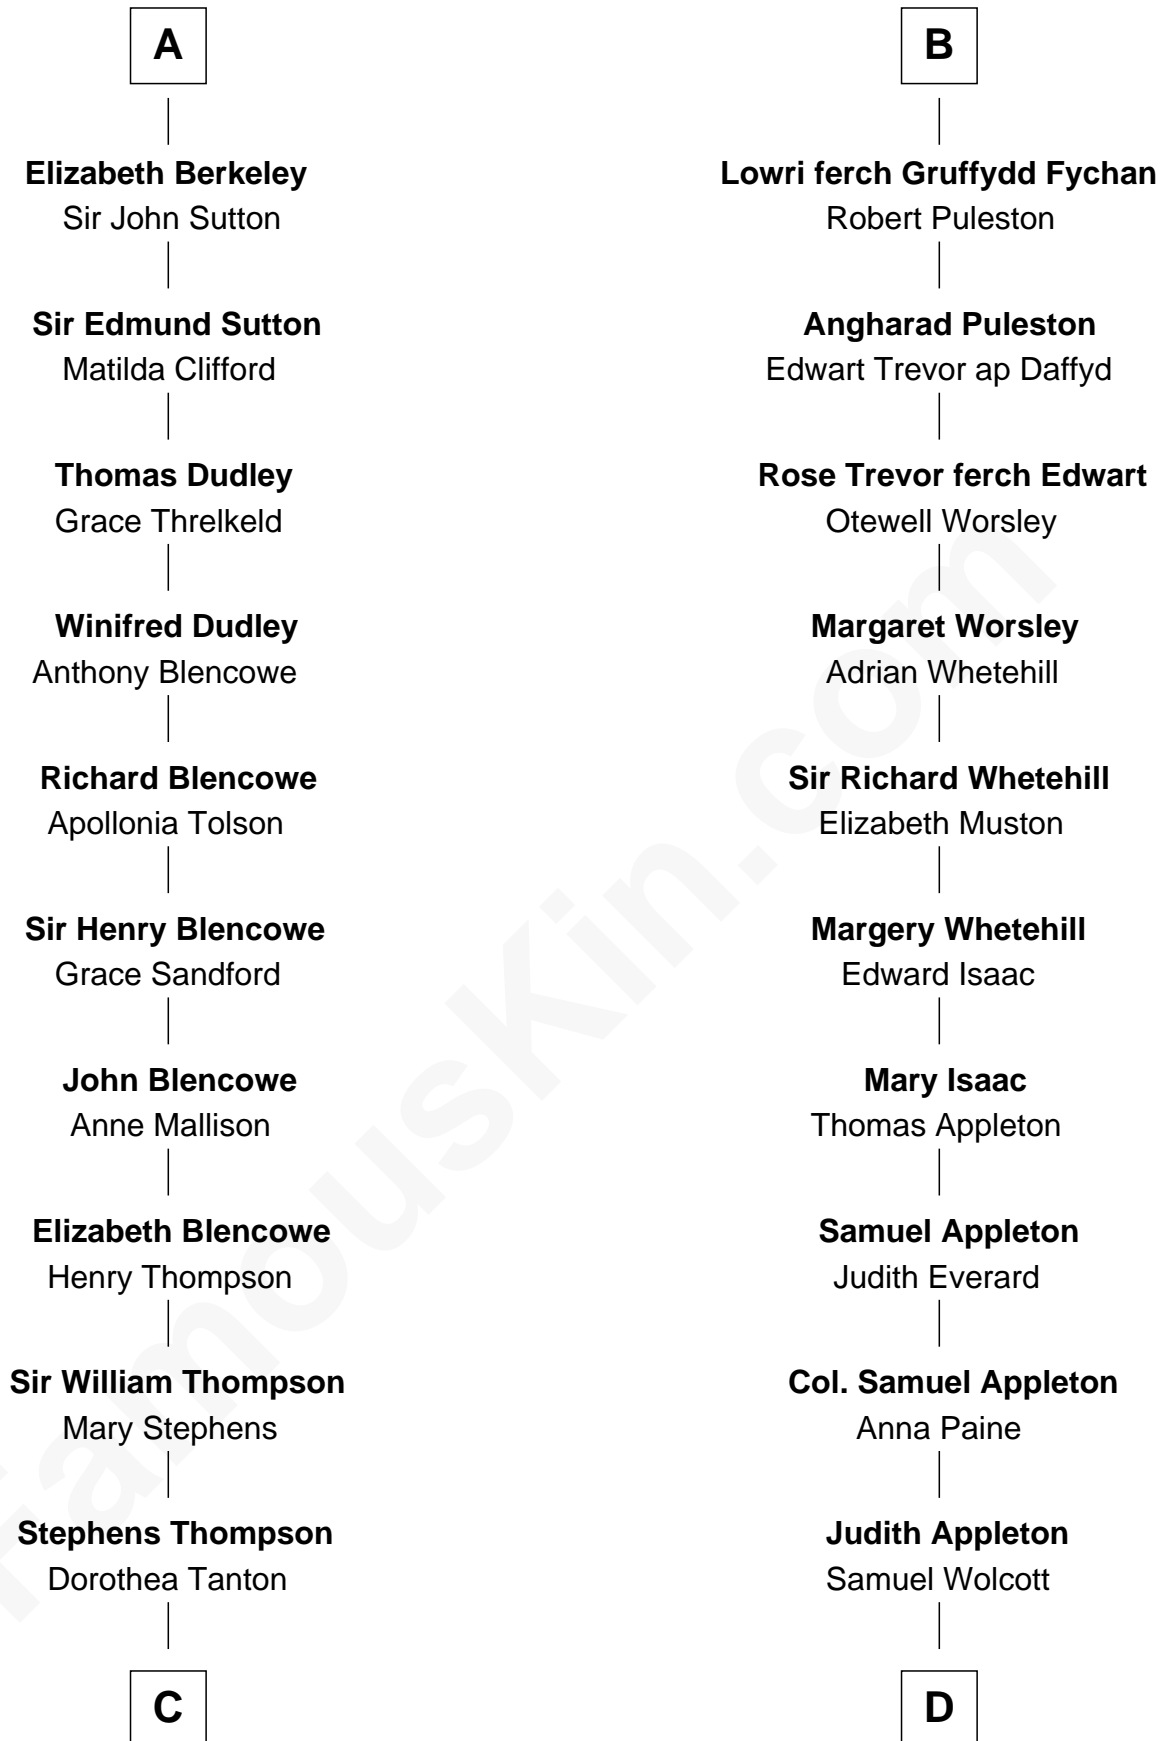 A
Elizabeth Berkeley
Sir John Sutton
Sir Edmund Sutton
Matilda Clifford
Thomas Dudley
Grace Threlkeld
Winifred Dudley
Anthony Blencowe
Richard Blencowe
Apollonia Tolson
Sir Henry Blencowe
Grace Sandford
John Blencowe
Anne Mallison
Elizabeth Blencowe
Henry Thompson
Sir William Thompson
Mary Stephens
Stephens Thompson
Dorothea Tanton
C
B
Lowri ferch Gruffydd Fychan
Robert Puleston
Angharad Puleston
Edwart Trevor ap Daffyd
Rose Trevor ferch Edwart
Otewell Worsley
Margaret Worsley
Adrian Whetehill
Sir Richard Whetehill
Elizabeth Muston
Margery Whetehill
Edward Isaac
Mary Isaac
Thomas Appleton
Samuel Appleton
Judith Everard
Col. Samuel Appleton
Anna Paine
Judith Appleton
Samuel Wolcott
D
FamousKin.com